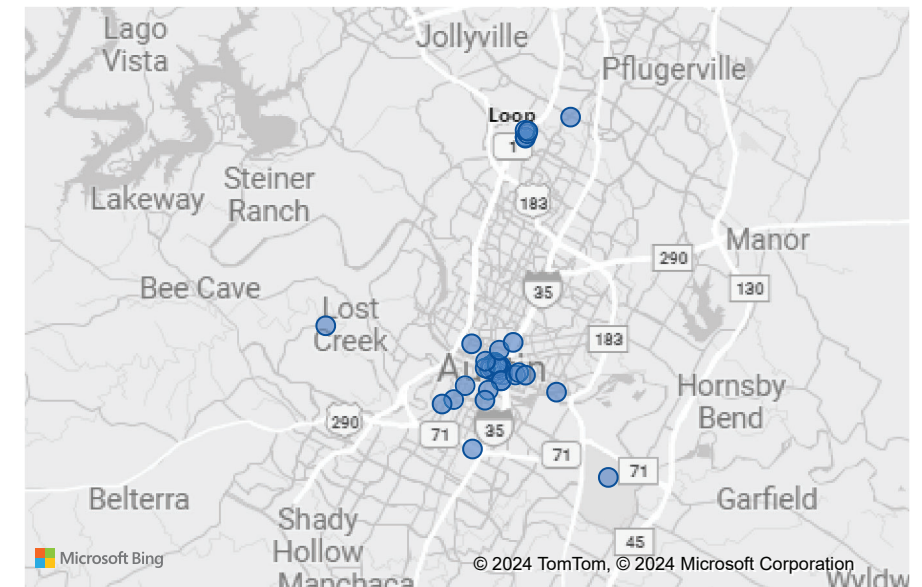 Lago
Vista
Jollyville
Pflugerville
Loop
1
Steiner
Ranch
Lakeway
183
Manor
290
Bee Cave
35
130
Lost
Creek
183
Austin
Hornsby
Bend
290
71
35
71
71
Belterra
Garfield
Shady
Hollow
45
Manchaca
Microsoft Bing
© 2024 TomTom, © 2024 Microsoft Corporation